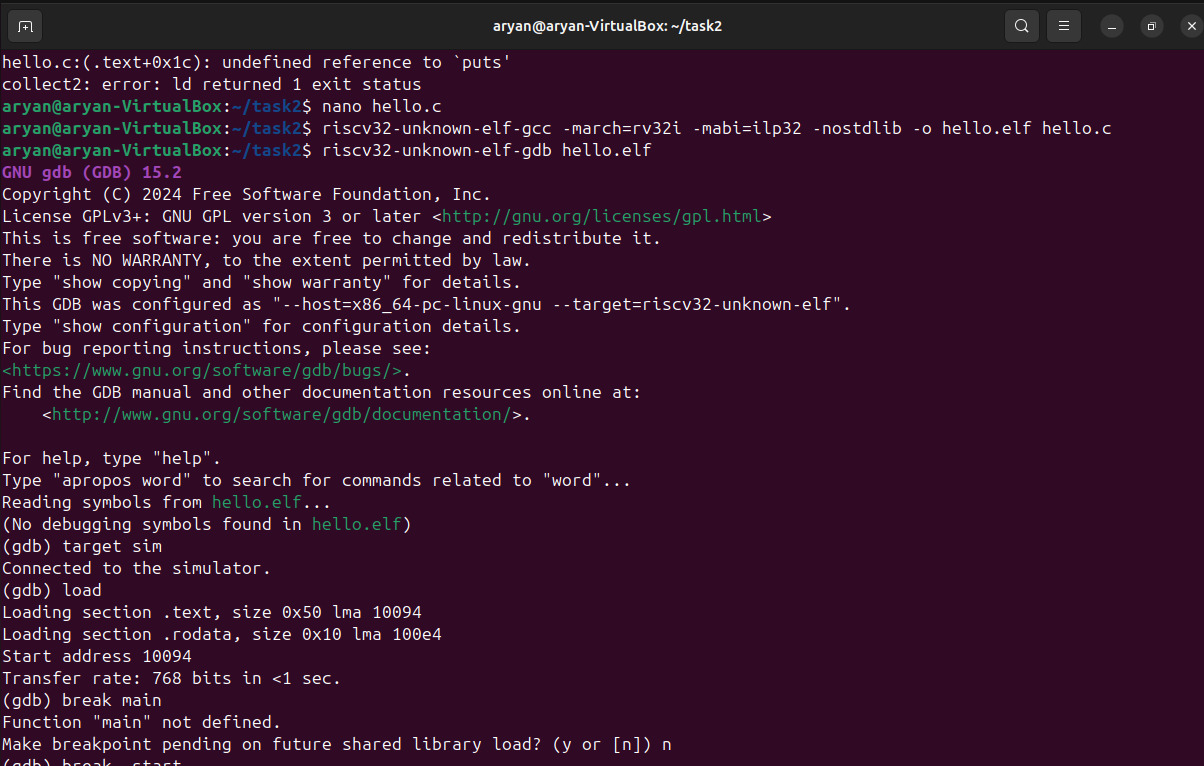 aryan@aryan-VirtualBox: ~/task2
hello.c:(.text+0x1c): undefined reference to `puts'
collect2: error: ld returned 1 exit status
aryan@aryan-VirtualBox:~/task2$ nano hello.c
aryan@aryan-VirtualBox:~/task2$ riscv32-unknown-elf-gcc -march=rv32i -mabi=ilp32 -nostdlib -o hello.elf hello.c
aryan@aryan-VirtualBox:~/task2$ riscv32-unknown-elf-gdb hello.elf
GNU gdb (GDB) 15.2
Copyright (C) 2024 Free Software Foundation, Inc.
License GPLv3+: GNU GPL version 3 or later <http://gnu.org/licenses/gpl.html>
This is free software: you are free to change and redistribute it.
There is NO WARRANTY, to the extent permitted by law.
Type "show copying" and "show warranty" for details.
This GDB was configured as "--host=x86_64-pc-linux-gnu --target=riscv32-unknown-elf".
Type "show configuration" for configuration details.
For bug reporting instructions, please see:
<https://www.gnu.org/software/gdb/bugs/>.
Find the GDB manual and other documentation resources online at:
    <http://www.gnu.org/software/gdb/documentation/>.

For help, type "help".
Type "apropos word" to search for commands related to "word"...
Reading symbols from hello.elf...
(No debugging symbols found in hello.elf)
(gdb) target sim
Connected to the simulator.
(gdb) load
Loading section .text, size 0x50 lma 10094
Loading section .rodata, size 0x10 lma 100e4
Start address 10094
Transfer rate: 768 bits in <1 sec.
(gdb) break main
Function "main" not defined.
Make breakpoint pending on future shared library load? (y or [n]) n
(gdb) break _start